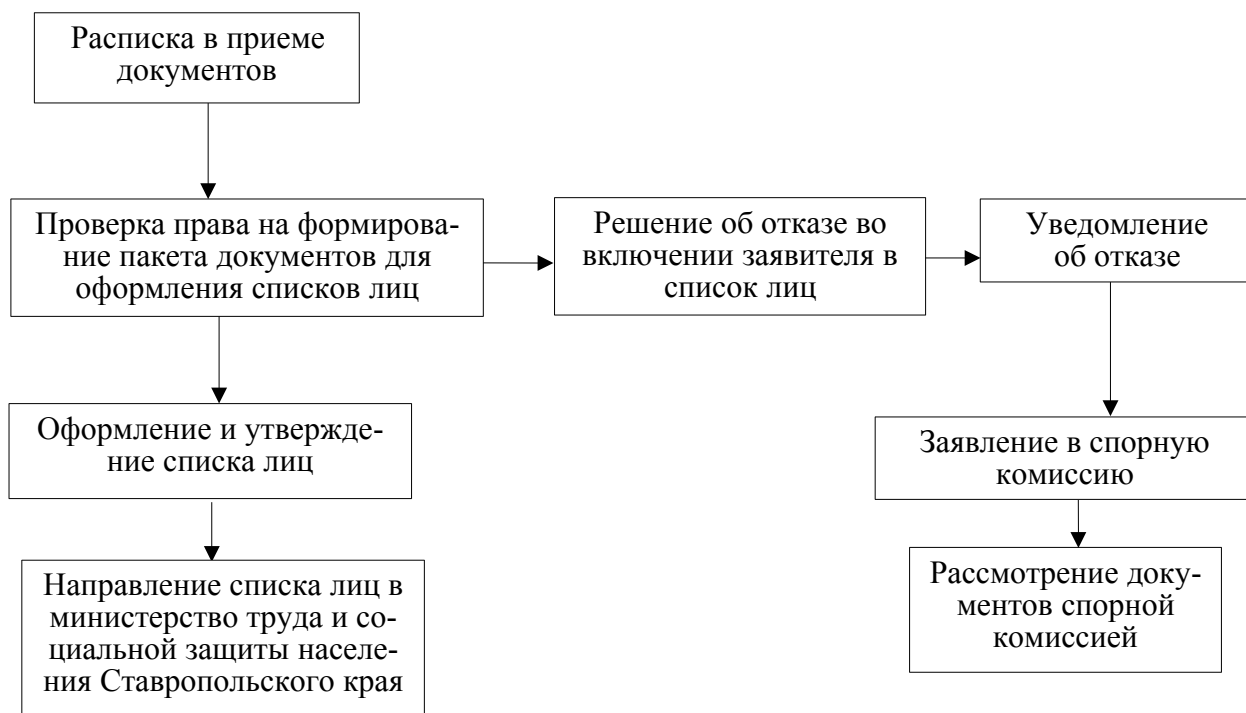 Расписка в приеме
документов
Проверка права на формирова-
ние пакета документов для
оформления списков лиц
Решение об отказе во
включении заявителя в
список лиц
Уведомление
об отказе
Оформление и утвержде-
ние списка лиц
Заявление в спорную
комиссию
Направление списка лиц в
министерство труда и со-
циальной защиты населе-
ния Ставропольского края
Рассмотрение доку-
ментов спорной
комиссией